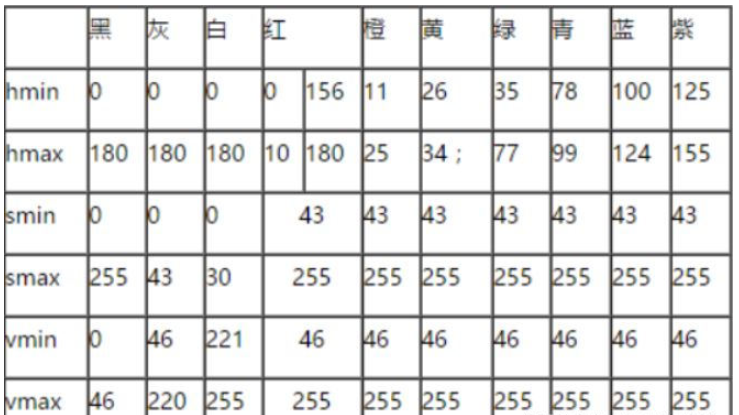 黑 灰 白 红 橙 黄 绿 青 蓝 紫
hmin 0 0 0 0 156 11 26 35 78 100 125
hmax 180 180 180 10 180 25 34； 77 99 124 155
smin 0 0 0 43 43 43 43 43 43 43
smax 255 43 30 255 255 255 255 255 255 255
vmin 0 46 221 46 46 46 46 46 46 46
vmax 46 220 255 255 255 255 255 255 255 255